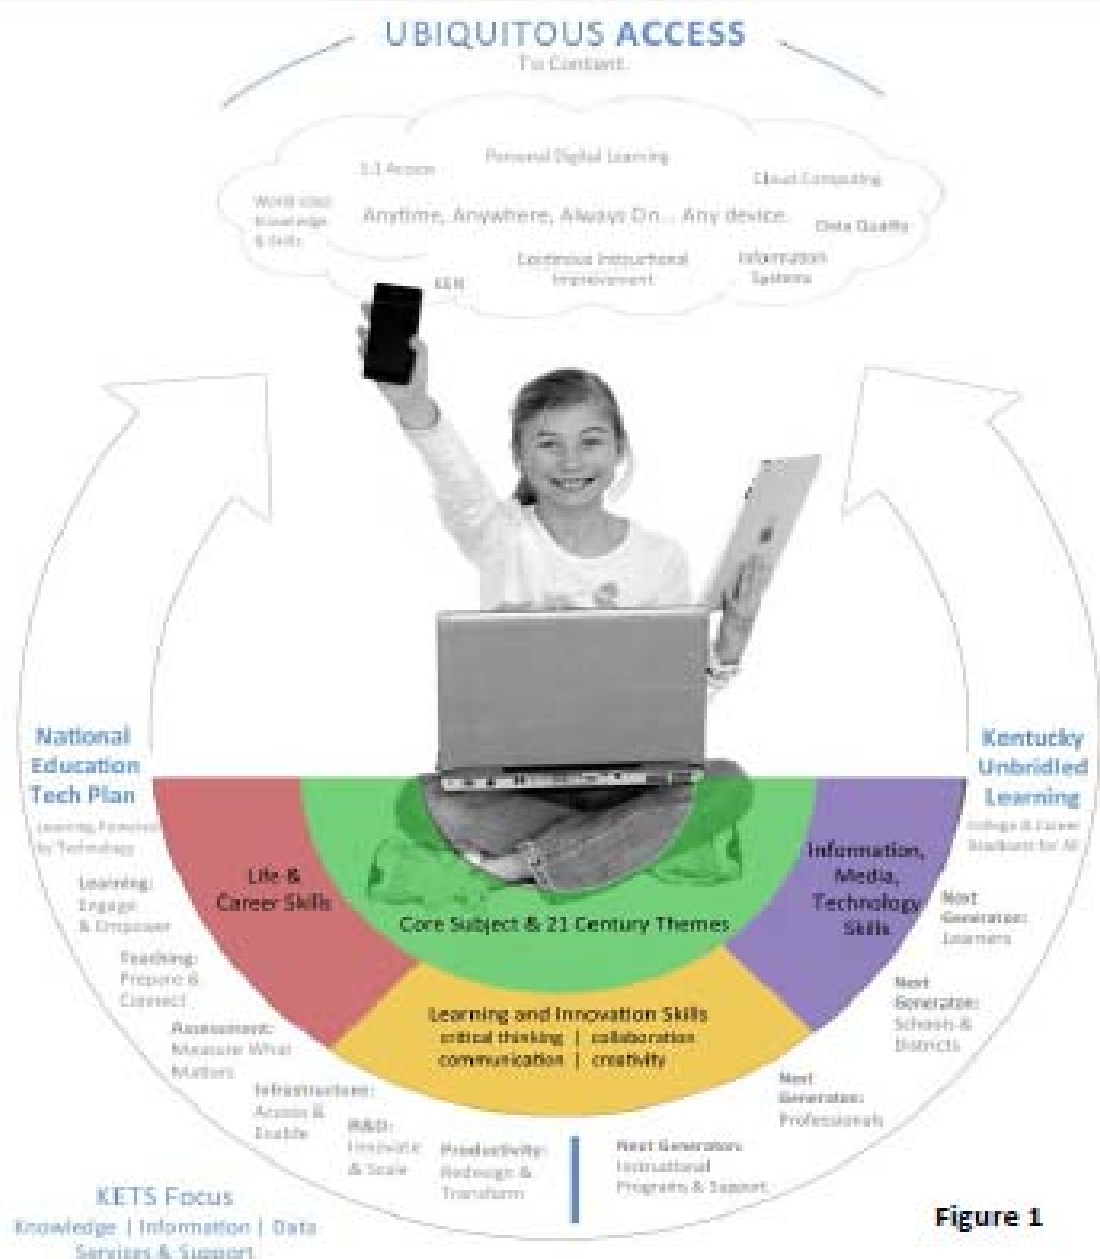 UBIQUITOUS ACCESS
To Content
Personal Digital Learning
1:1 Access
Cloud Computing
World-class
Knowledge
& Skills
Anytime, Anywhere, Always On... Any device.
Data Quality
Continous Instructional
Improvement
Information
Systems
KEN
National
Education
Tech Plan
Learning Powered
by Technology
Kentucky
Unbridled
Learning
College & Career
Readiness for All
Life &
Career Skills
Core Subject & 21 Century Themes
Information,
Media,
Technology
Skills
Learning and Innovation Skills
critical thinking | collaboration
communication | creativity
Learning:
Engage
& Empower
Teaching:
Prepare &
Connect
Assessment:
Measure What
Matters
Infrastructure:
Access &
Enable
R&D:
Innovate
& Scale
Productivity:
Redesign &
Transform
Next Generation:
Instructional
Programs & Support
Next
Generation:
Professionals
Next
Generation:
Schools &
Districts
Next
Generation:
Learners
KETS Focus
Knowledge | Information | Data
Services & Support
Figure 1